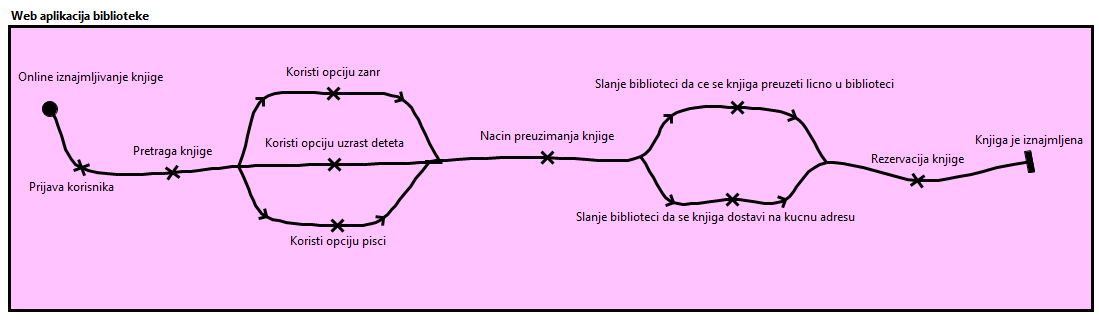 Web aplikacija biblioteke
Online iznajmljivanje knjige
Prijava korisnika
Pretraga knjige
Koristi opciju zanr
Koristi opciju uzrast deteta
Koristi opciju pisci
Nacin preuzimanja knjige
Slanje biblioteci da ce se knjiga preuzeti licno u biblioteci
Slanje biblioteci da se knjiga dostavi na kucnu adresu
Rezervacija knjige
Knjiga je iznajmljena